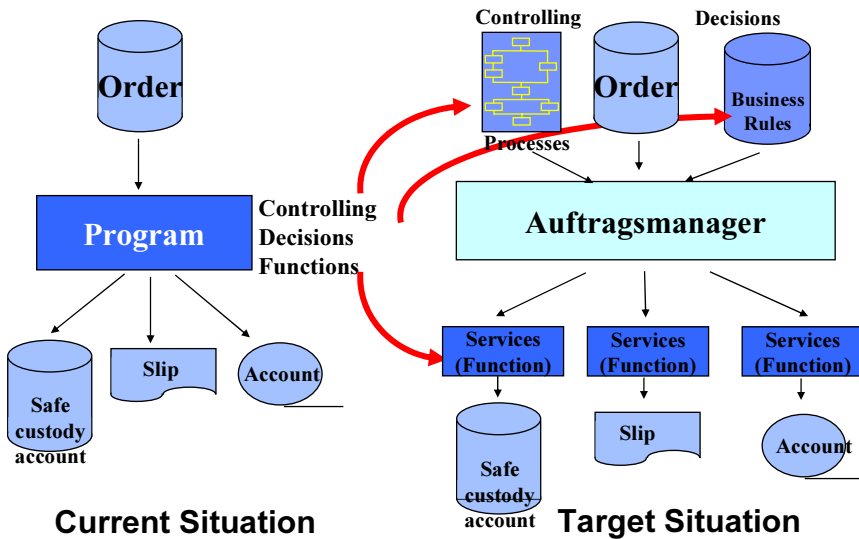 Order
Program
Controlling
Decisions
Functions
Safe
custody
account
Slip
Account
Current Situation
Controlling
Decisions
Order
Business
Rules
Processes
Auftragsmanager
Services
(Function)
Services
(Function)
Services
(Function)
Safe
custody
account
Slip
Account
Target Situation